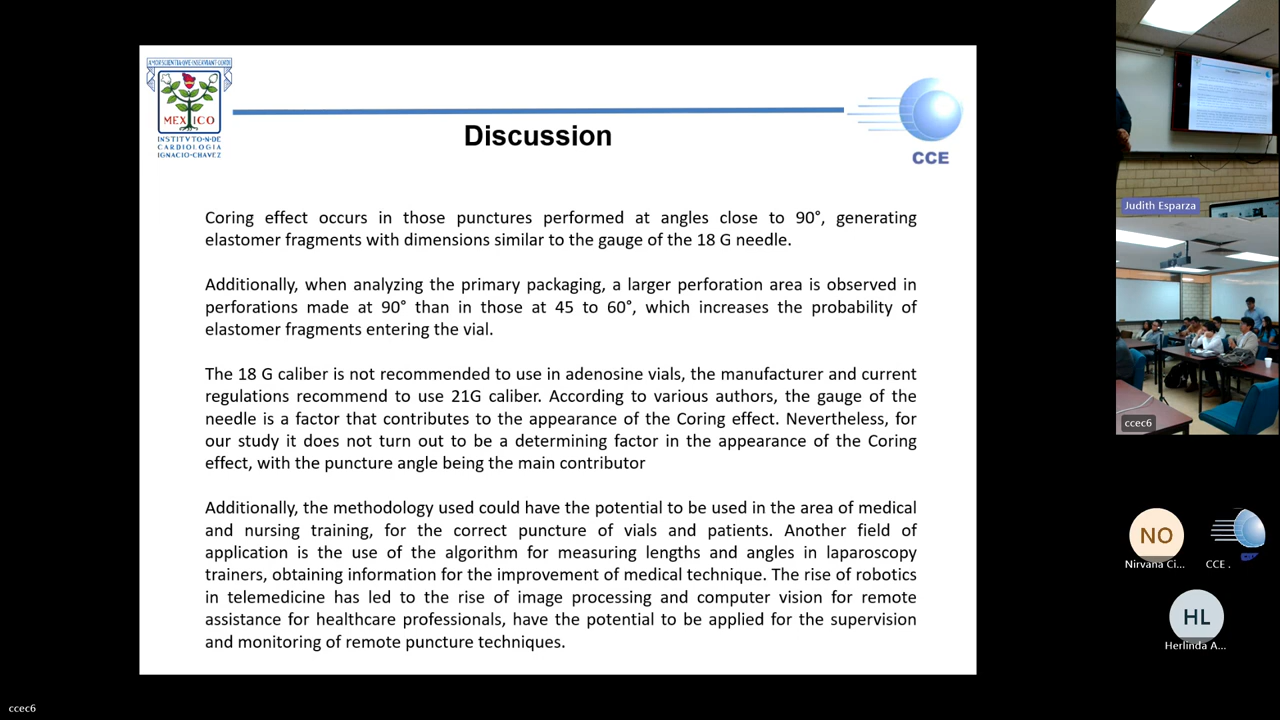 AMOR SCIENTIAQVE INSERVIANT CORDI
MEXICO
INSTITVTO·N·DE
CARDIOLOGIA
IGNACIO·CHAVEZ
CCE
Discussion
Coring effect occurs in those punctures performed at angles close to 90°, generating
elastomer fragments with dimensions similar to the gauge of the 18 G needle.
Additionally, when analyzing the primary packaging, a larger perforation area is observed in
perforations made at 90° than in those at 45 to 60°, which increases the probability of
elastomer fragments entering the vial.
The 18 G caliber is not recommended to use in adenosine vials, the manufacturer and current
regulations recommend to use 21G caliber. According to various authors, the gauge of the
needle is a factor that contributes to the appearance of the Coring effect. Nevertheless, for
our study it does not turn out to be a determining factor in the appearance of the Coring
effect, with the puncture angle being the main contributor
Additionally, the methodology used could have the potential to be used in the area of medical
and nursing training, for the correct puncture of vials and patients. Another field of
application is the use of the algorithm for measuring lengths and angles in laparoscopy
trainers, obtaining information for the improvement of medical technique. The rise of robotics
in telemedicine has led to the rise of image processing and computer vision for remote
assistance for healthcare professionals, have the potential to be applied for the supervision
and monitoring of remote puncture techniques.
Judith Esparza
ccec6
NO
Nirvana Ci...
CCE .
HL
Herlinda A...
ccec6